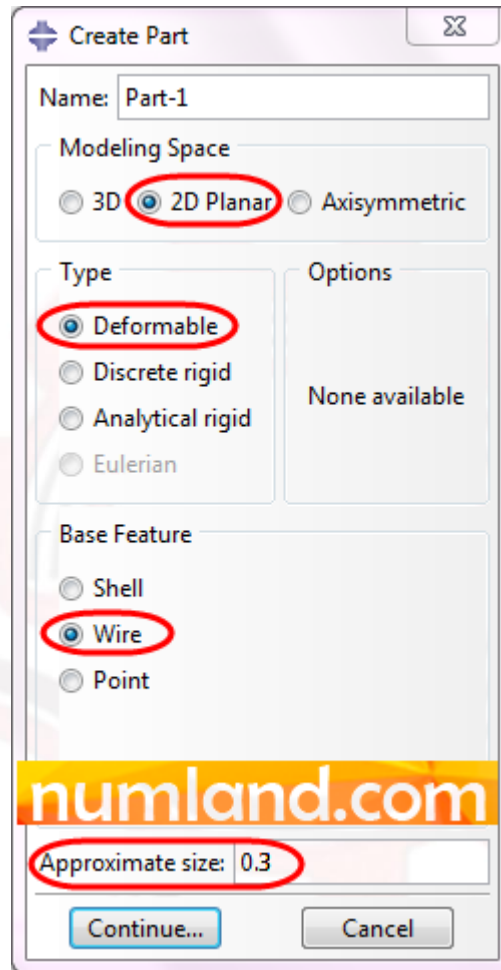 Create Part
Name: Part-1
Modeling Space
3D 2D Planar Axisymmetric
Type
Deformable
Discrete rigid
Analytical rigid
Eulerian
Options
None available
Base Feature
Shell
Wire
Point
numland.com
Approximate size: 0.3
Continue... Cancel